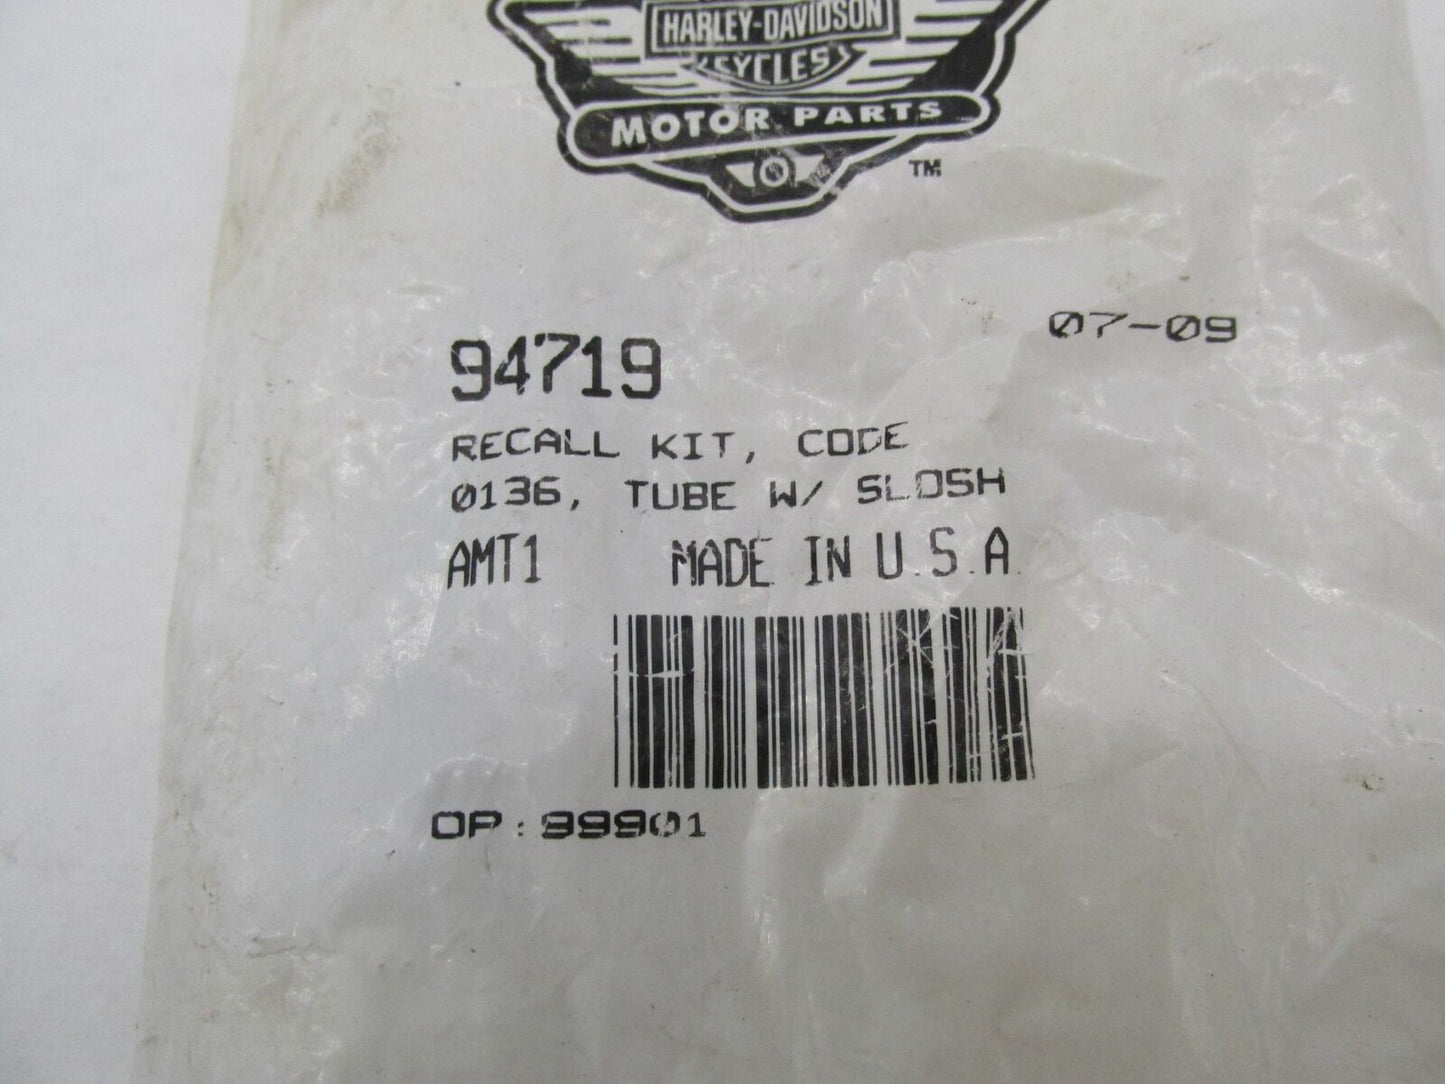 HARLEY-DAVIDSON
CYCLES
MOTOR PARTS
TM
07-09
94719
RECALL KIT, CODE
0136, TUBE W/ SLOSH
AMT1 MADE IN U.S.A.
OP: 99901